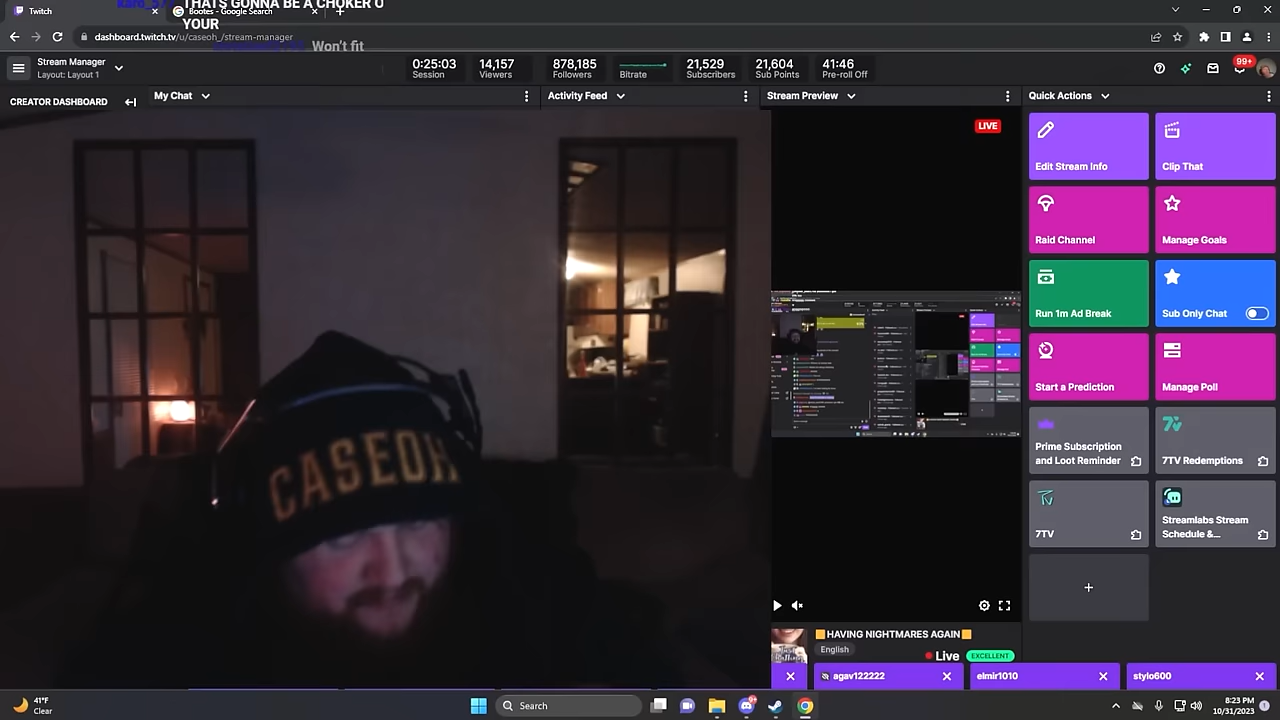 Twitch
Bootes - Google Search
THATS GONNA BE A CHOKER O
YOUR
Won't fit
dashboard.twitch.tv/u/caseoh_/stream-manager
Stream Manager
Layout: Layout 1
0:25:03
Session
14,157
Viewers
878,185
Followers
Bitrate
21,529
Subscribers
21,604
Sub Points
41:46
Pre-roll Off
99+
CREATOR DASHBOARD
My Chat
Activity Feed
Stream Preview
Quick Actions
LIVE
Edit Stream Info
Clip That
Raid Channel
Manage Goals
Run 1m Ad Break
Sub Only Chat
Start a Prediction
Manage Poll
Prime Subscription
and Loot Reminder
7TV Redemptions
7TV
Streamlabs Stream
Schedule &...
CASEOH
HAVING NIGHTMARES AGAIN
English
Live
EXCELLENT
agav122222
elmir1010
stylo600
41°F
Clear
Search
8:23 PM
10/31/2023